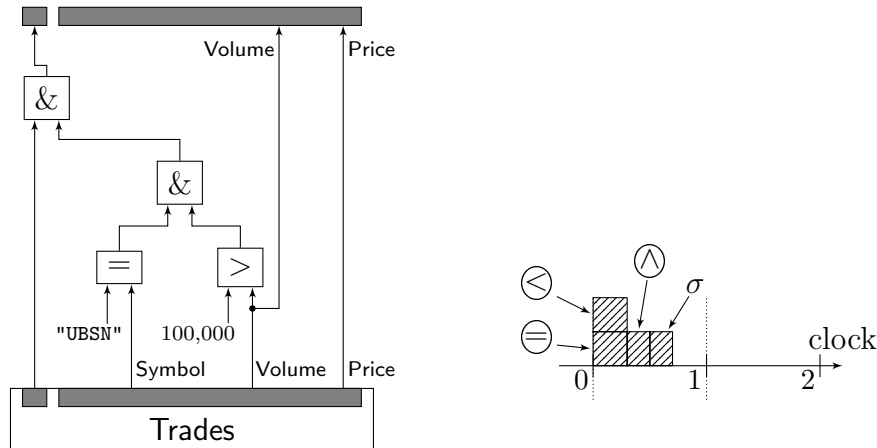 Volume
Price
&
&
=
>
"UBSN"
100,000
Symbol
Volume
Price
Trades
<
∧
σ
=
clock
0
1
2